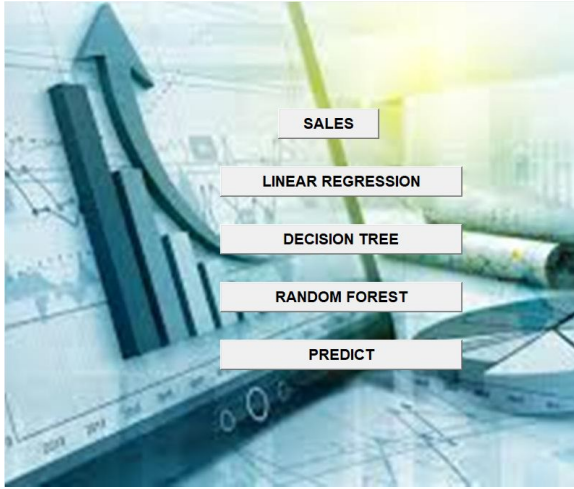 SALES
LINEAR REGRESSION
DECISION TREE
RANDOM FOREST
PREDICT